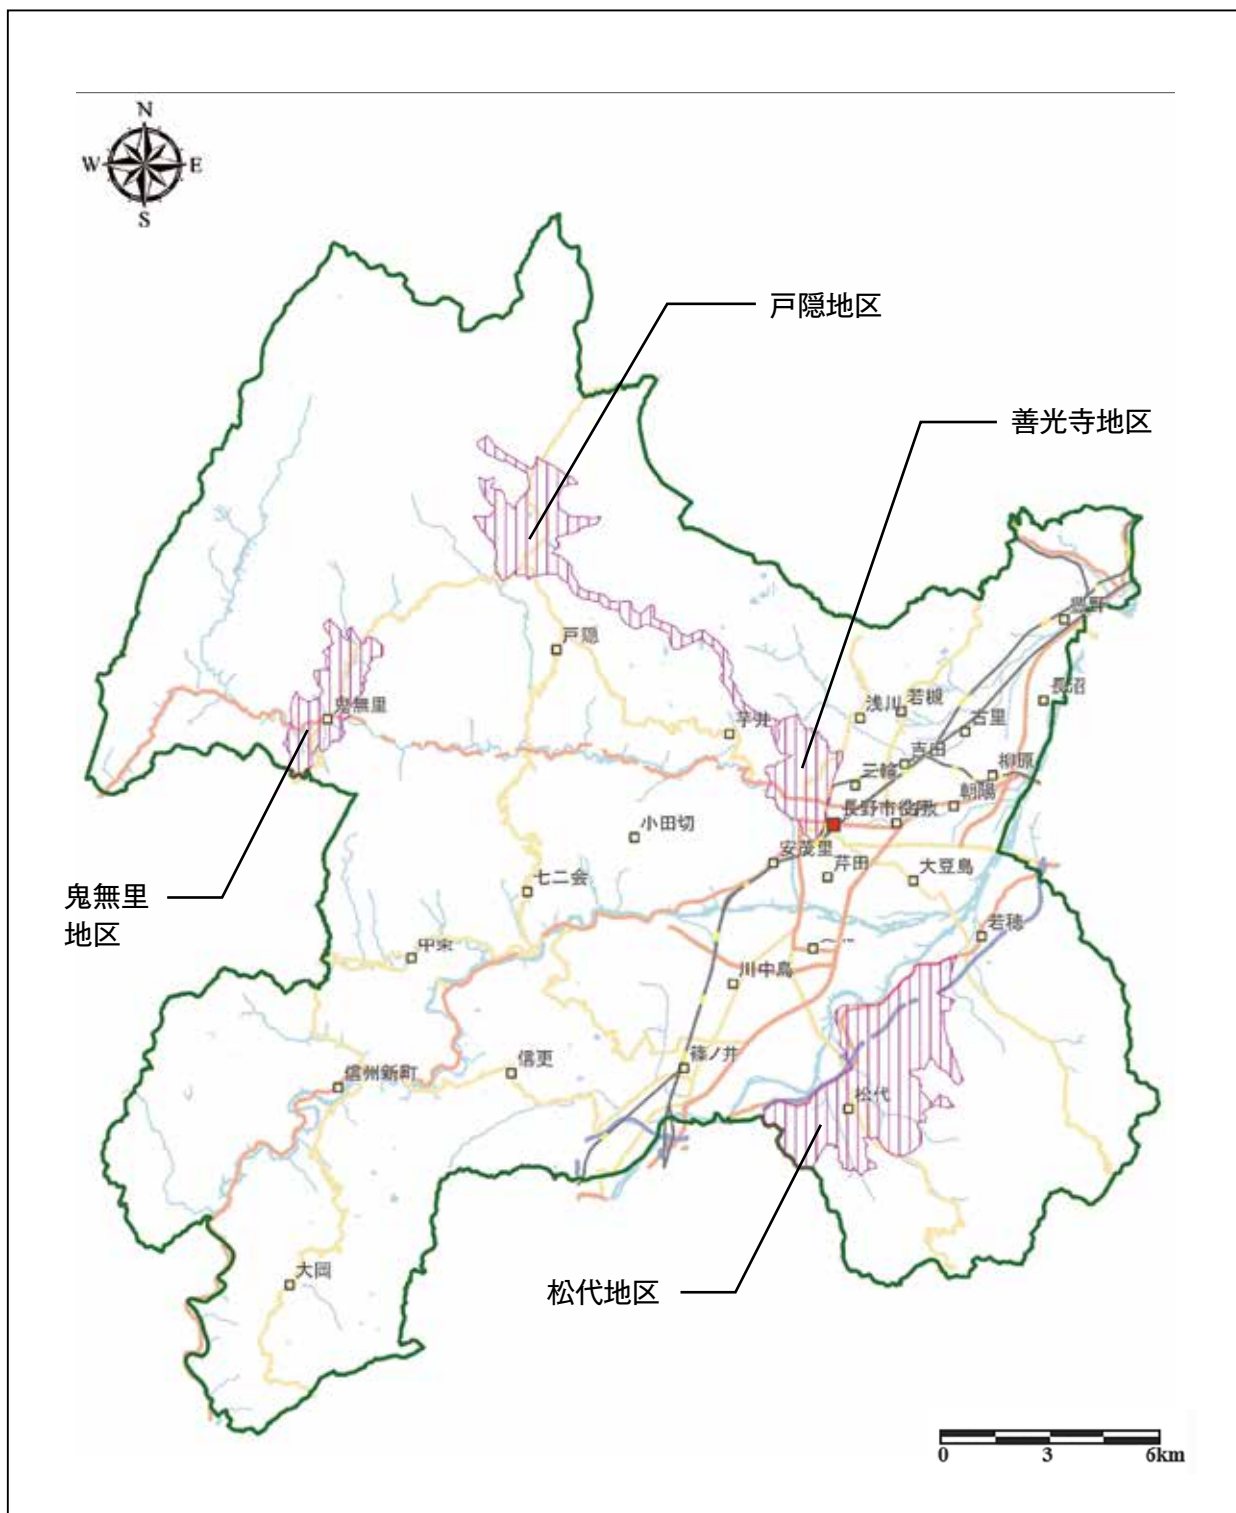 N
W E
S
戸隠地区
善光寺地区
豊野
戸隠
長沼
鬼無里
浅川
若槻
古里
芋井
吉田
三輪
柳原
朝陽
長野市役所
小田切
安茂里
芹田
大豆島
七二会
鬼無里
地区
若穂
中条
川中島
篠ノ井
信更
信州新町
松代
大岡
松代地区
0 3 6km